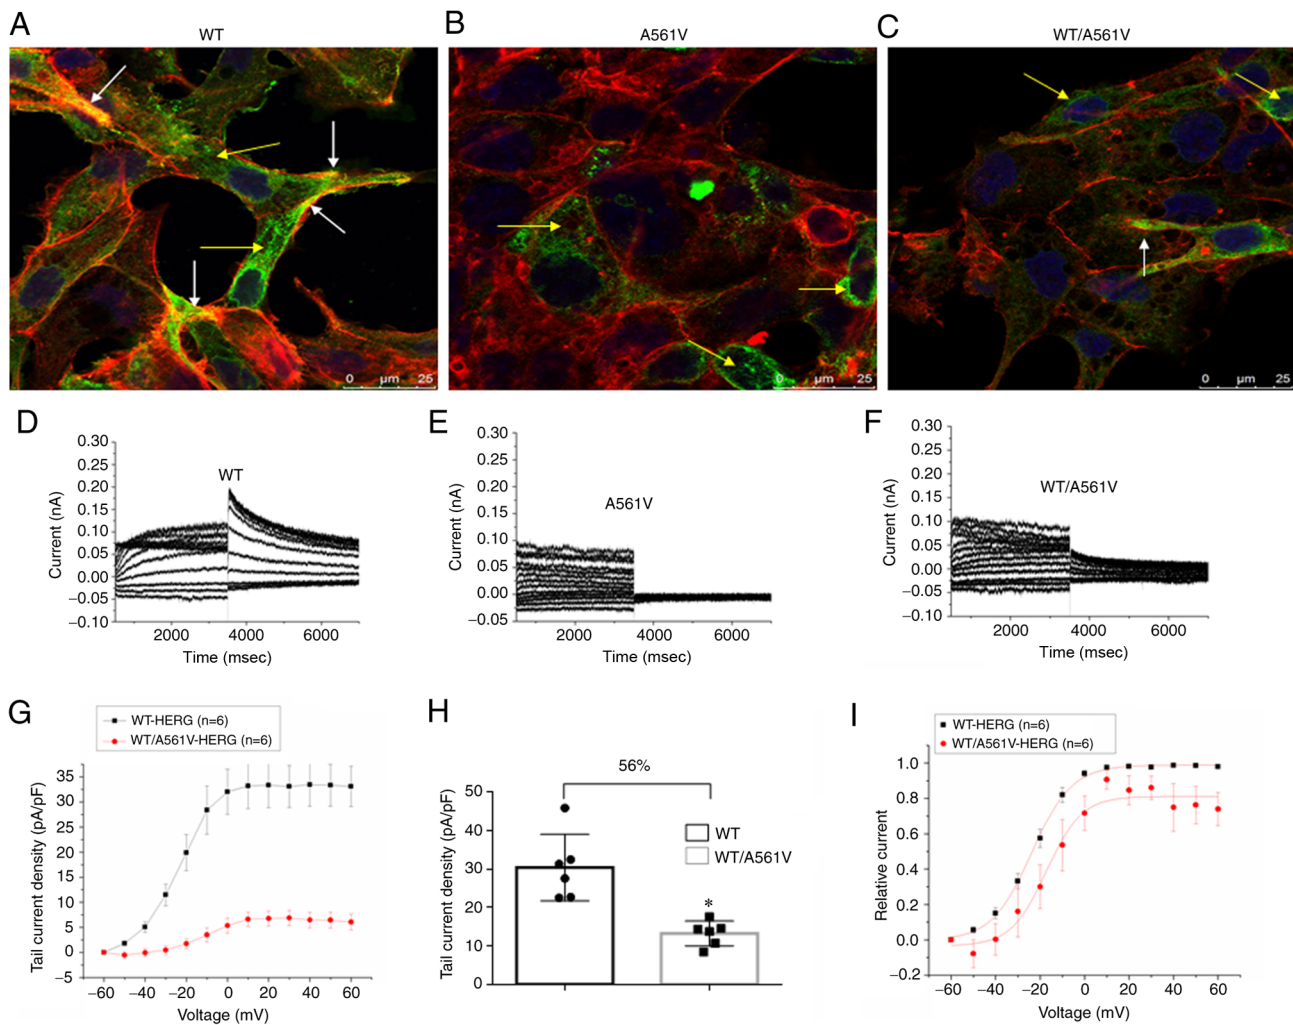 A
WT
B
A561V
C
WT/A561V
0 µm 25
0 µm 25
0 µm 25
D
WT
0.30
0.25
0.20
0.15
0.10
0.05
0.00
−0.05
−0.10
Current (nA)
2000 4000 6000
Time (msec)
E
A561V
0.30
0.25
0.20
0.15
0.10
0.05
0.00
−0.05
Current (nA)
2000 4000 6000
Time (msec)
F
WT/A561V
0.30
0.25
0.20
0.15
0.10
0.05
0.00
−0.05
−0.10
Current (nA)
2000 4000 6000
Time (msec)
G
WT-HERG (n=6)
WT/A561V-HERG (n=6)
35
30
25
20
15
10
5
0
−5
Tail current density (pA/pF)
−60 −40 −20 0 20 40 60
Voltage (mV)
H
56%
50
40
30
20
10
0
Tail current density (pA/pF)
WT
WT/A561V
*
I
WT-HERG (n=6)
WT/A561V-HERG (n=6)
1.0
0.8
0.6
0.4
0.2
0.0
−0.2
Relative current
−60 −40 −20 0 20 40 60
Voltage (mV)